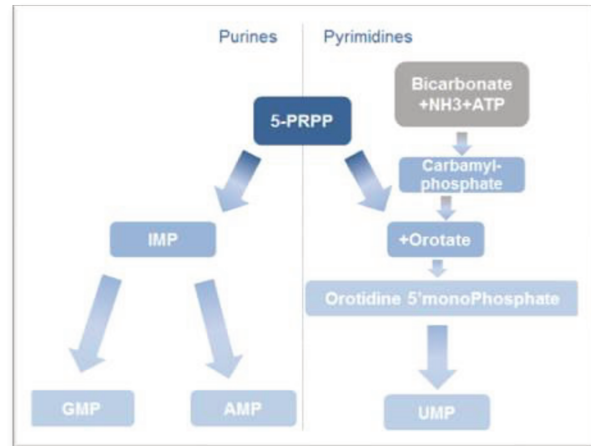 Purines
Pyrimidines
Bicarbonate
+NH3+ATP
5-PRPP
Carbamyl-
phosphate
IMP
+Orotate
Orotidine 5'monoPhosphate
GMP
AMP
UMP